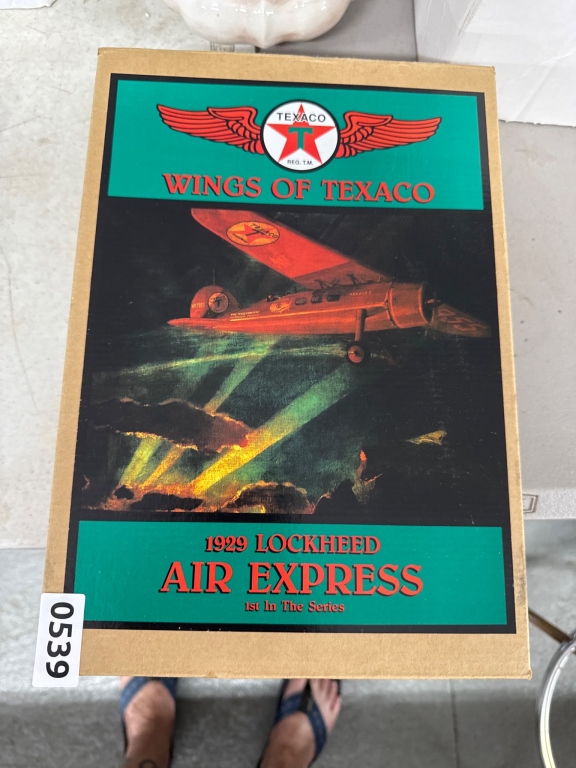 TEXACO
T
REG. T.M.
WINGS OF TEXACO
1929 LOCKHEED
AIR EXPRESS
1st In The Series
0539